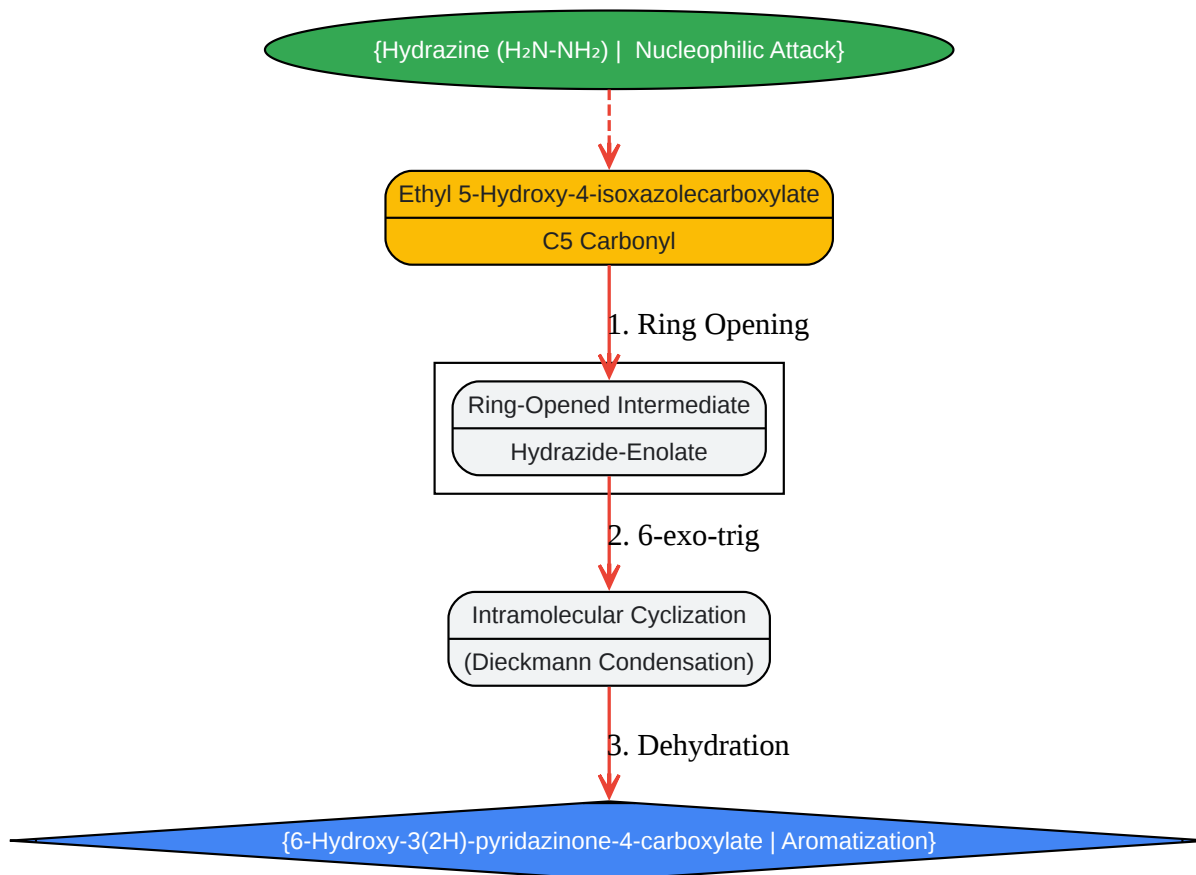 {Hydrazine (H₂N-NH₂) |  Nucleophilic Attack}
Ethyl 5-Hydroxy-4-isoxazolecarboxylate
C5 Carbonyl
1. Ring Opening
Ring-Opened Intermediate
Hydrazide-Enolate
2. 6-exo-trig
Intramolecular Cyclization
(Dieckmann Condensation)
3. Dehydration
{6-Hydroxy-3(2H)-pyridazinone-4-carboxylate | Aromatization}